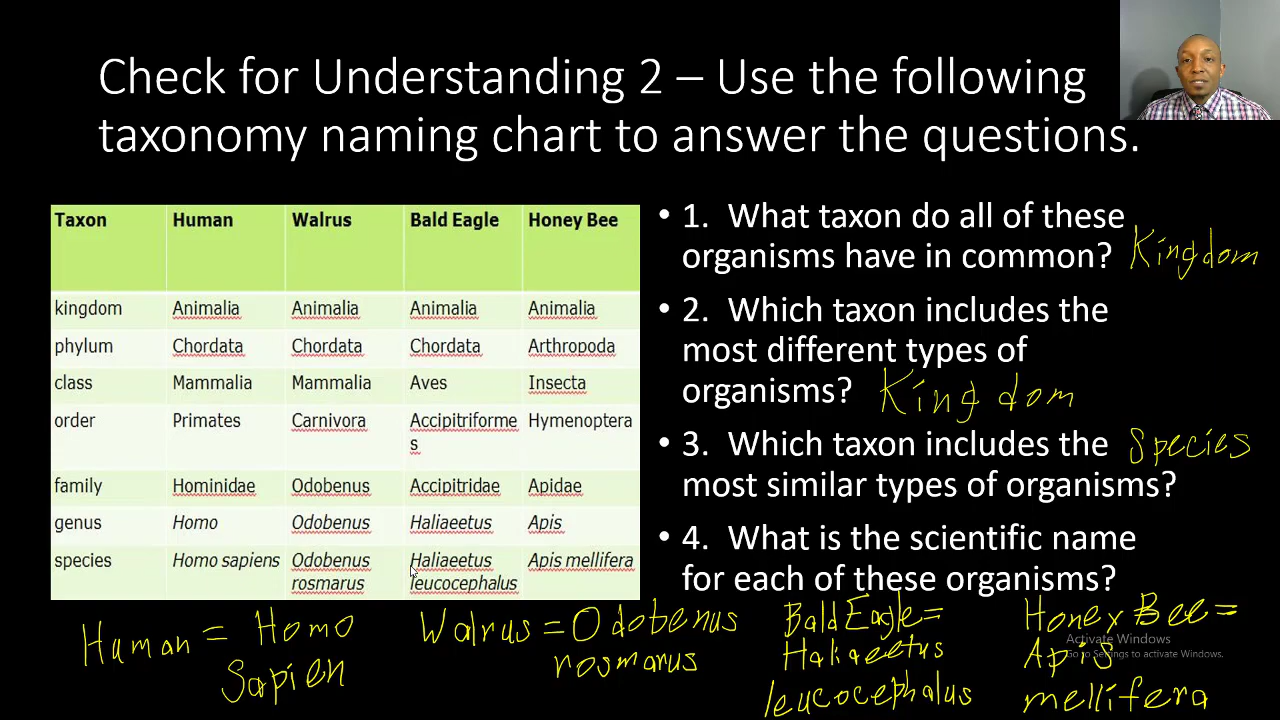 Check for Understanding 2 – Use the following
taxonomy naming chart to answer the questions.
Taxon Human Walrus Bald Eagle Honey Bee
kingdom Animalia Animalia Animalia Animalia
phylum Chordata Chordata Chordata Arthropoda
class Mammalia Mammalia Aves Insecta
order Primates Carnivora Accipitriforme Hymenoptera
s
family Hominidae Odobenus Accipitridae Apidae
genus Homo Odobenus Haliaeetus Apis
species Homo sapiens Odobenus Haliaeetus Apis mellifera
rosmarus leucocephalus
• 1. What taxon do all of these
organisms have in common? Kingdom
• 2. Which taxon includes the
most different types of
organisms? Kingdom
• 3. Which taxon includes the Species
most similar types of organisms?
• 4. What is the scientific name
for each of these organisms?
Human = Homo
Sapien
Walrus = Odobenus
rosmarus
Bald Eagle =
Haliaeetus
leucocephalus
Honey Bee =
Apis
mellifera
Activate Windows
Go to Settings to activate Windows.